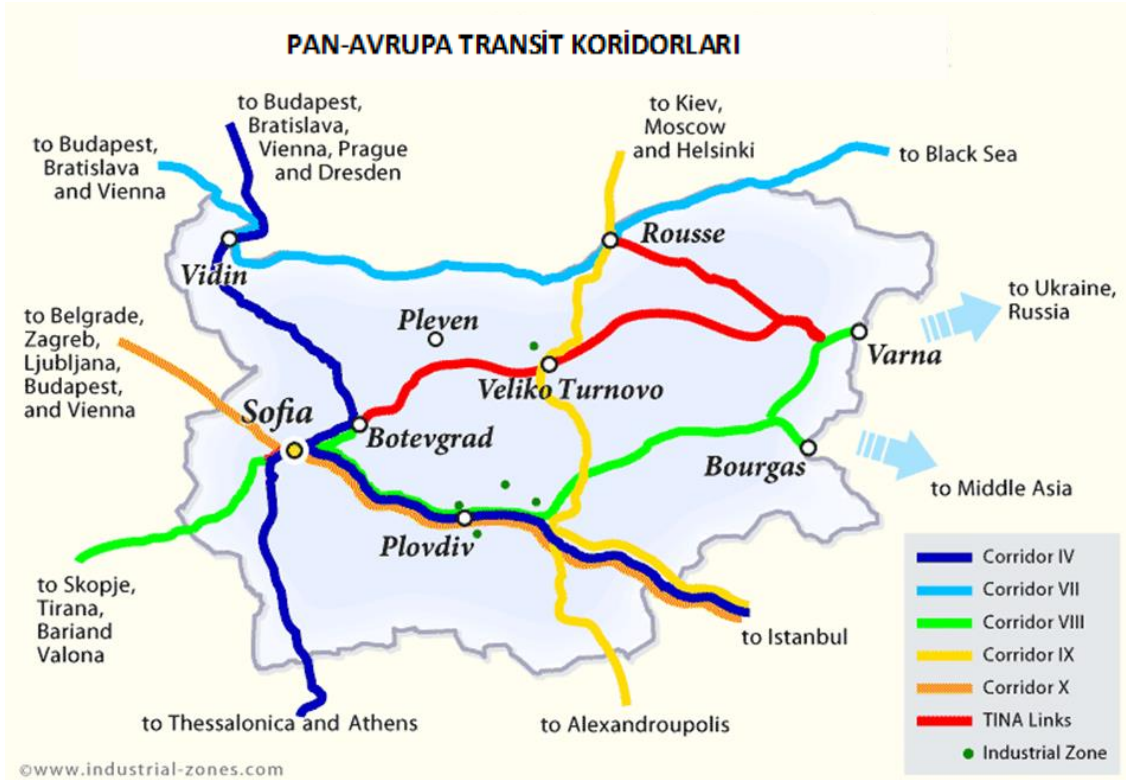 PAN-AVRUPA TRANSİT KORİDORLARI
to Budapest,
Bratislava,
Vienna, Prague
and Dresden
to Kiev,
Moscow
and Helsinki
to Budapest,
Bratislava
and Vienna
to Black Sea
Rousse
Vidin
to Ukraine,
Russia
to Belgrade,
Zagreb,
Ljubljana,
Budapest,
and Vienna
Pleven
Varna
Veliko Turnovo
Sofia
Botevgrad
Bourgas
to Middle Asia
Plovdiv
to Skopje,
Tirana,
Bariand
Valona
to Istanbul
to Thessalonica and Athens
to Alexandroupolis
Corridor IV
Corridor VII
Corridor VIII
Corridor IX
Corridor X
TINA Links
Industrial Zone
©www.industrial-zones.com